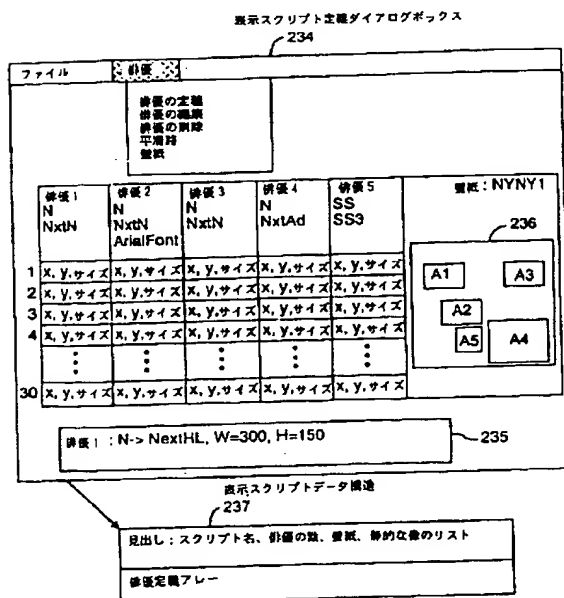 表示スクリプト定義ダイアログボックス
234
ファイル 俳優
俳優の定義
俳優の編集
俳優の削除
平滑路
壁紙
俳優1 俳優2 俳優3 俳優4 俳優5 壁紙:NYNY1
N N N N SS
NxtN NxtN NxtN NxtAd SS3
ArialFont
236
1 x, y,サイズ x, y,サイズ x, y,サイズ x, y,サイズ x, y,サイズ
2 x, y,サイズ x, y,サイズ x, y,サイズ x, y,サイズ x, y,サイズ
3 x, y,サイズ x, y,サイズ x, y,サイズ x, y,サイズ x, y,サイズ
4 x, y,サイズ x, y,サイズ x, y,サイズ x, y,サイズ x, y,サイズ
30 x, y,サイズ x, y,サイズ x, y,サイズ x, y,サイズ x, y,サイズ
A1 A3
A2
A5 A4
俳優1:N-> NextHL, W=300, H=150
235
表示スクリプトデータ構造
237
見出し:スクリプト名、俳優の数、壁紙、静的な像のリスト
俳優定義アレー